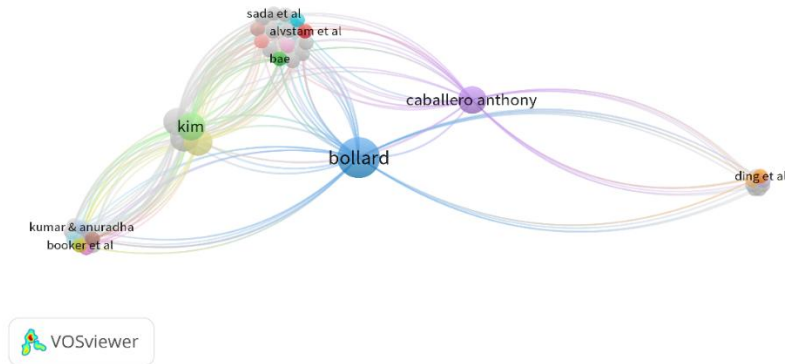 sada et al
alvstam et al
bae
caballero anthony
kim
bollard
ding et al
kumar & anuradha
booker et al
VOSviewer